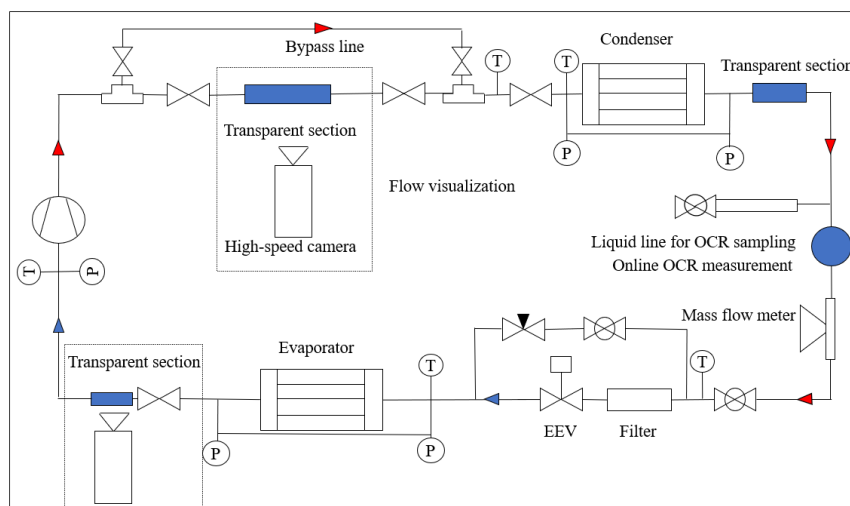 Bypass line
Condenser
T
T
Transparent section
Transparent section
P
P
Flow visualization
High-speed camera
Liquid line for OCR sampling
Online OCR measurement
T
P
Mass flow meter
Transparent section
Evaporator
T
T
EEV
Filter
P
P